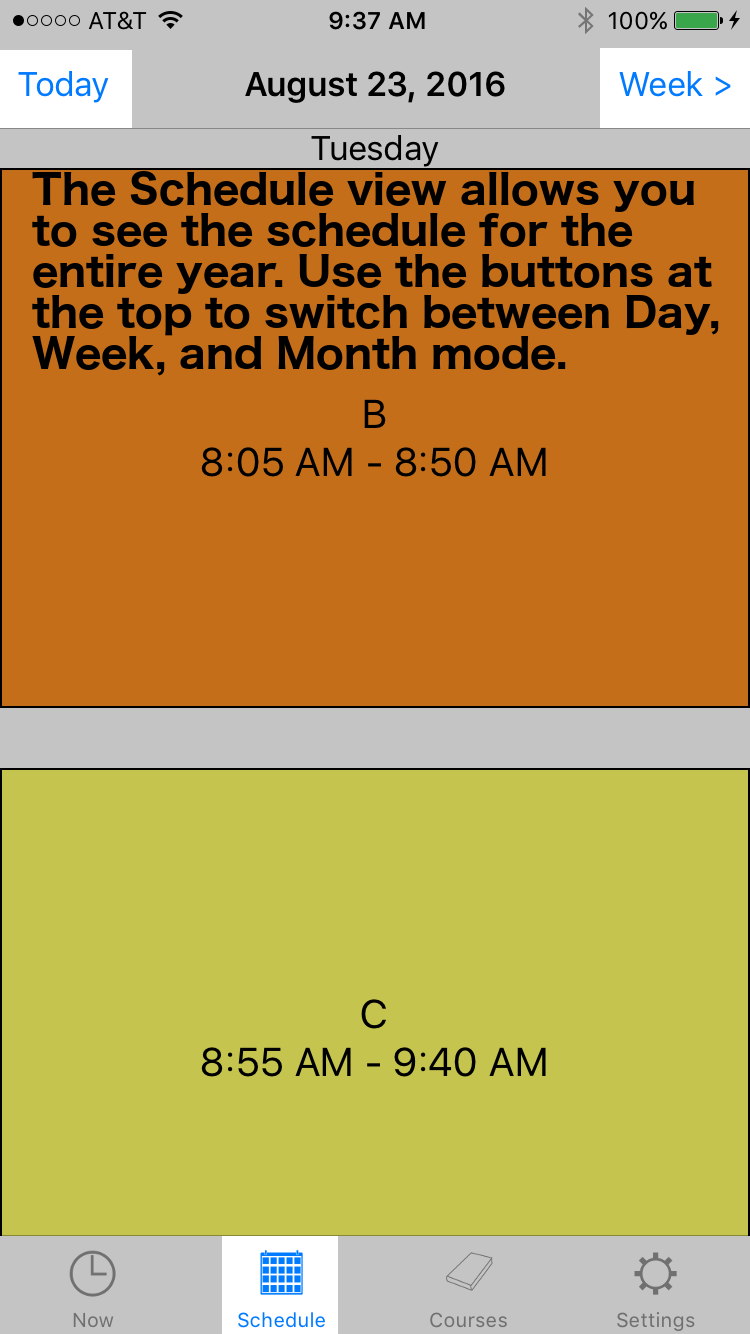 AT&T 9:37 AM 100%
Today August 23, 2016 Week >
Tuesday
The Schedule view allows you
to see the schedule for the
entire year. Use the buttons at
the top to switch between Day,
Week, and Month mode.
B
8:05 AM - 8:50 AM
C
8:55 AM - 9:40 AM
Now Schedule Courses Settings